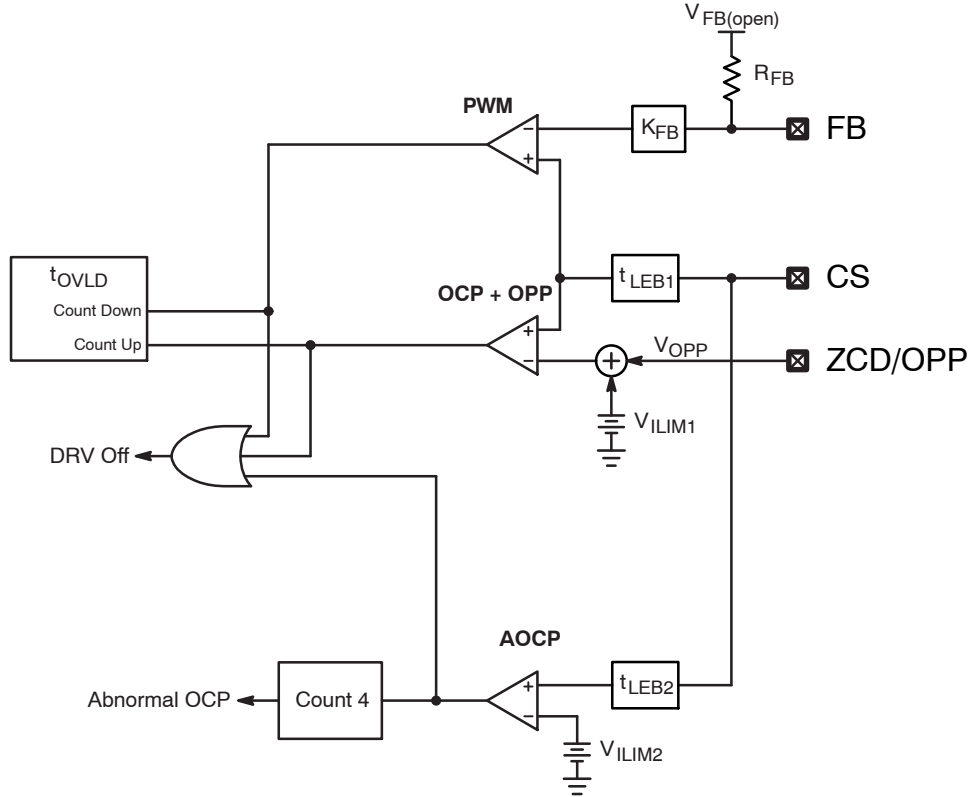 VFB(open)
RFB
PWM
−
+
KFB
FB
tOVLD
Count Down
Count Up
OCP + OPP
+
−
tLEB1
CS
+
VOPP
ZCD/OPP
VILIM1
DRV Off
AOCP
Abnormal OCP
Count 4
+
−
tLEB2
VILIM2